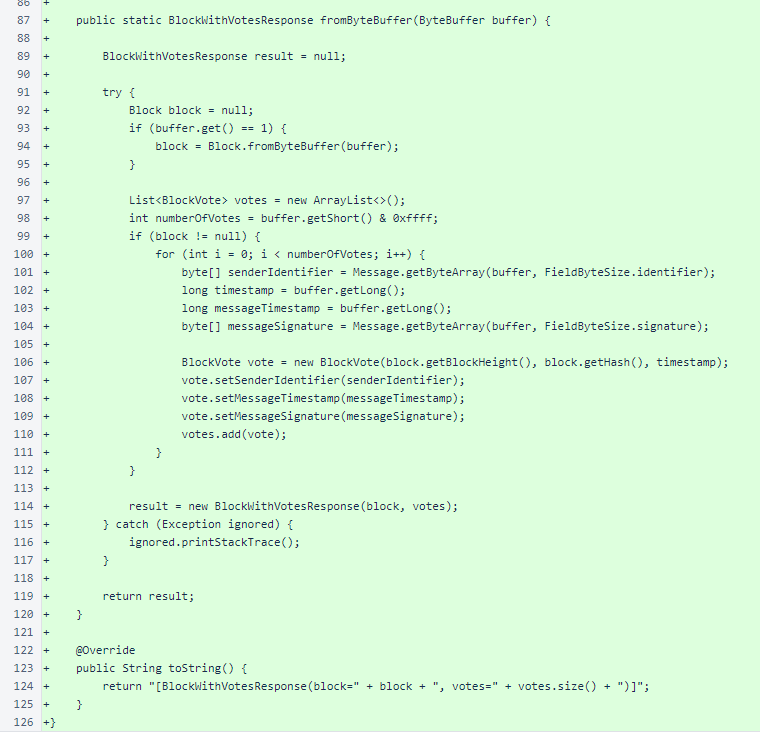 86 +
87 + public static BlockWithVotesResponse fromByteBuffer(ByteBuffer buffer) {
88 +
89 + BlockWithVotesResponse result = null;
90 +
91 + try {
92 + Block block = null;
93 + if (buffer.get() == 1) {
94 + block = Block.fromByteBuffer(buffer);
95 + }
96 +
97 + List<BlockVote> votes = new ArrayList<>();
98 + int numberOfVotes = buffer.getShort() & 0xffff;
99 + if (block != null) {
100 + for (int i = 0; i < numberOfVotes; i++) {
101 + byte[] senderIdentifier = Message.getByteArray(buffer, FieldByteSize.identifier);
102 + long timestamp = buffer.getLong();
103 + long messageTimestamp = buffer.getLong();
104 + byte[] messageSignature = Message.getByteArray(buffer, FieldByteSize.signature);
105 +
106 + BlockVote vote = new BlockVote(block.getBlockHeight(), block.getHash(), timestamp);
107 + vote.setSenderIdentifier(senderIdentifier);
108 + vote.setMessageTimestamp(messageTimestamp);
109 + vote.setMessageSignature(messageSignature);
110 + votes.add(vote);
111 + }
112 + }
113 +
114 + result = new BlockWithVotesResponse(block, votes);
115 + } catch (Exception ignored) {
116 + ignored.printStackTrace();
117 + }
118 +
119 + return result;
120 + }
121 +
122 + @Override
123 + public String toString() {
124 + return "[BlockWithVotesResponse(block=" + block + ", votes=" + votes.size() + ")]";
125 + }
126 +}